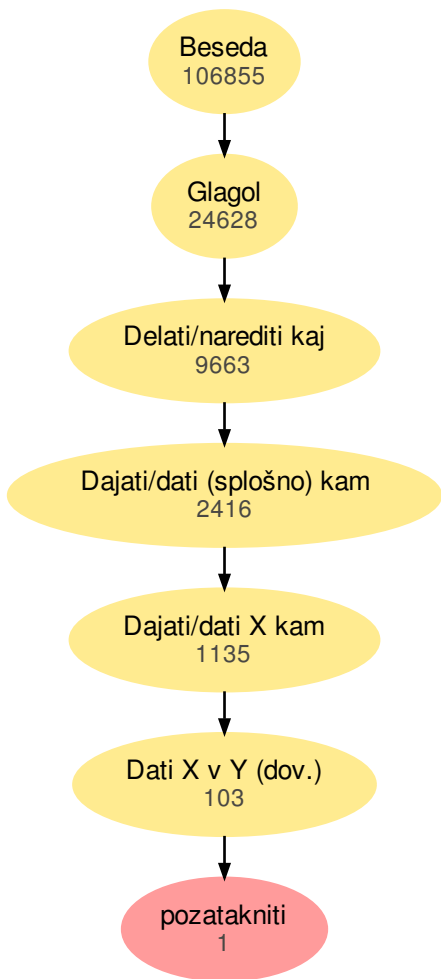 Beseda
106855
Glagol
24628
Delati/narediti kaj
9663
Dajati/dati (splošno) kam
2416
Dajati/dati X kam
1135
Dati X v Y (dov.)
103
pozatakniti
1